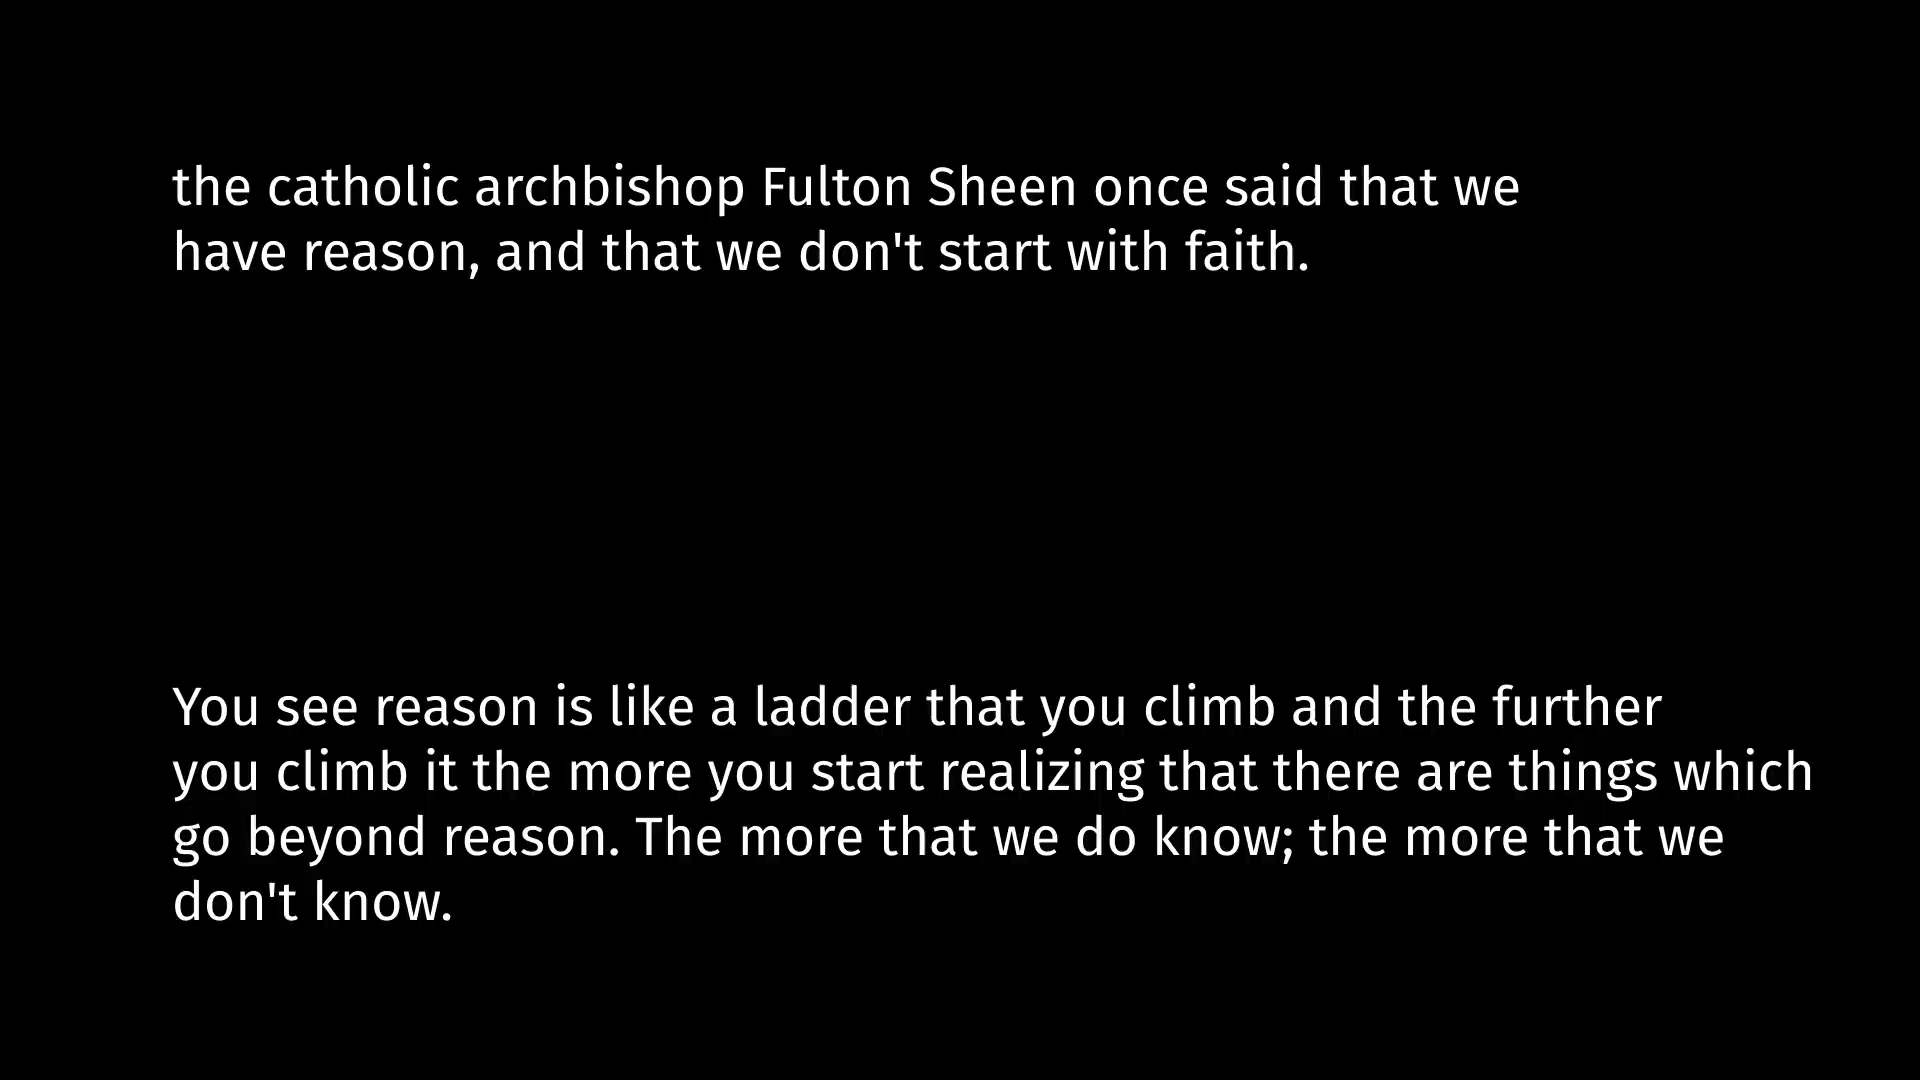 the catholic archbishop Fulton Sheen once said that we
have reason, and that we don't start with faith.
You see reason is like a ladder that you climb and the further
you climb it the more you start realizing that there are things which
go beyond reason. The more that we do know; the more that we
don't know.